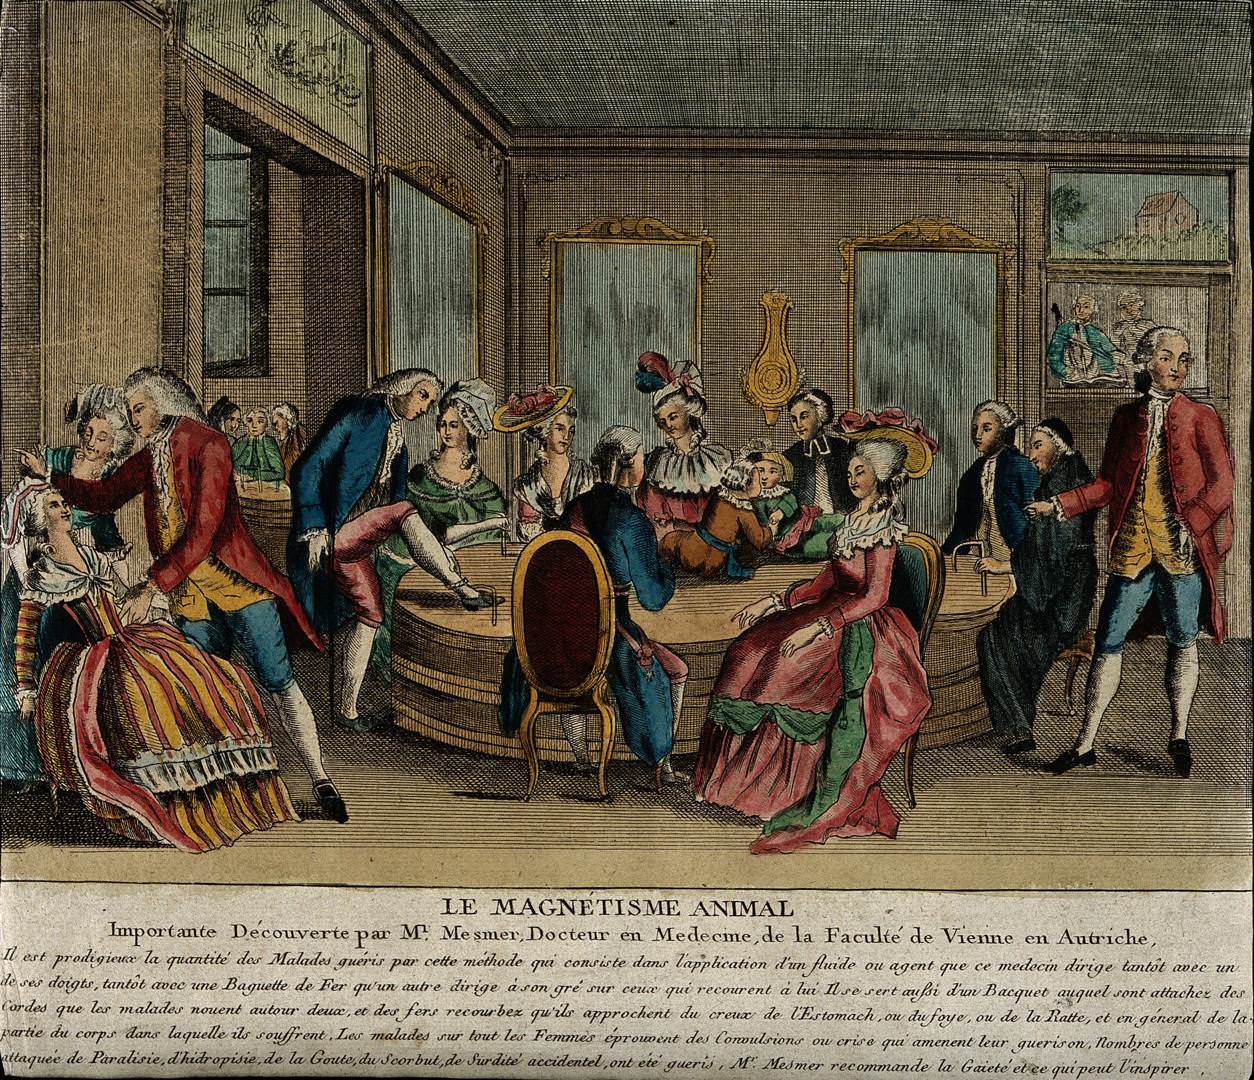 LE MAGNÉTISME ANIMAL
Importante Découverte par Mr. Mesmer, Docteur en Medecine, de la Faculté de Vienne en Autriche,
Il est prodigieux la quantité des Malades guéris par cette méthode qui consiste dans l'application d'un fluide ou agent que ce medecin dirige tantôt avec un
de ses doigts, tantôt avec une Baguette de Fer qu'un autre dirige à son gré sur ceux qui recourent à lui Il se sert aussi d'un Bacquet auquel sont attachez des
Cordes que les malades nouent autour deux, et des fers recourbez qu'ils approchent du creux de l'Estomach, ou du foye, ou de la Ratte, et en général de la
partie du corps dans laquelle ils souffrent, Les malades sur tout les Femmes éprouvent des Convulsions ou crise qui amenent leur guerison, Nombres de personne
attaquée de Paralisie, d'hidropisie, de la Goute, du Scorbut, de Surdité accidentel, ont été gueris, Mr. Mesmer recommande la Gaieté et ce qui peut l'inspirer,